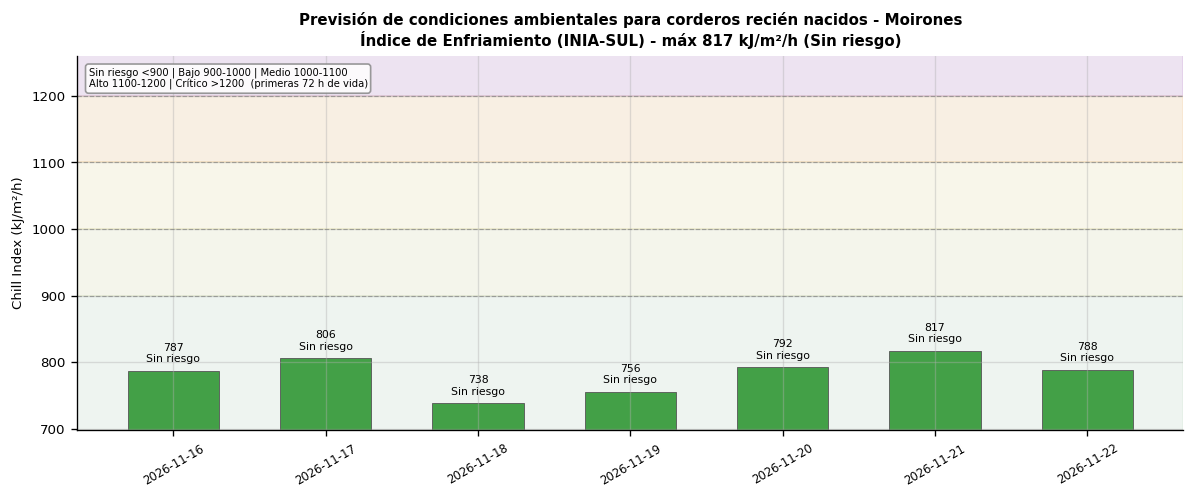 Previsión de condiciones ambientales para corderos recién nacidos - Moirones
Índice de Enfriamiento (INIA-SUL) - máx 817 kJ/m²/h (Sin riesgo)
Sin riesgo <900 | Bajo 900-1000 | Medio 1000-1100
Alto 1100-1200 | Crítico >1200  (primeras 72 h de vida)
Chill Index (kJ/m²/h)
1200
1100
1000
900
800
700
787
Sin riesgo
806
Sin riesgo
738
Sin riesgo
756
Sin riesgo
792
Sin riesgo
817
Sin riesgo
788
Sin riesgo
2026-11-16
2026-11-17
2026-11-18
2026-11-19
2026-11-20
2026-11-21
2026-11-22